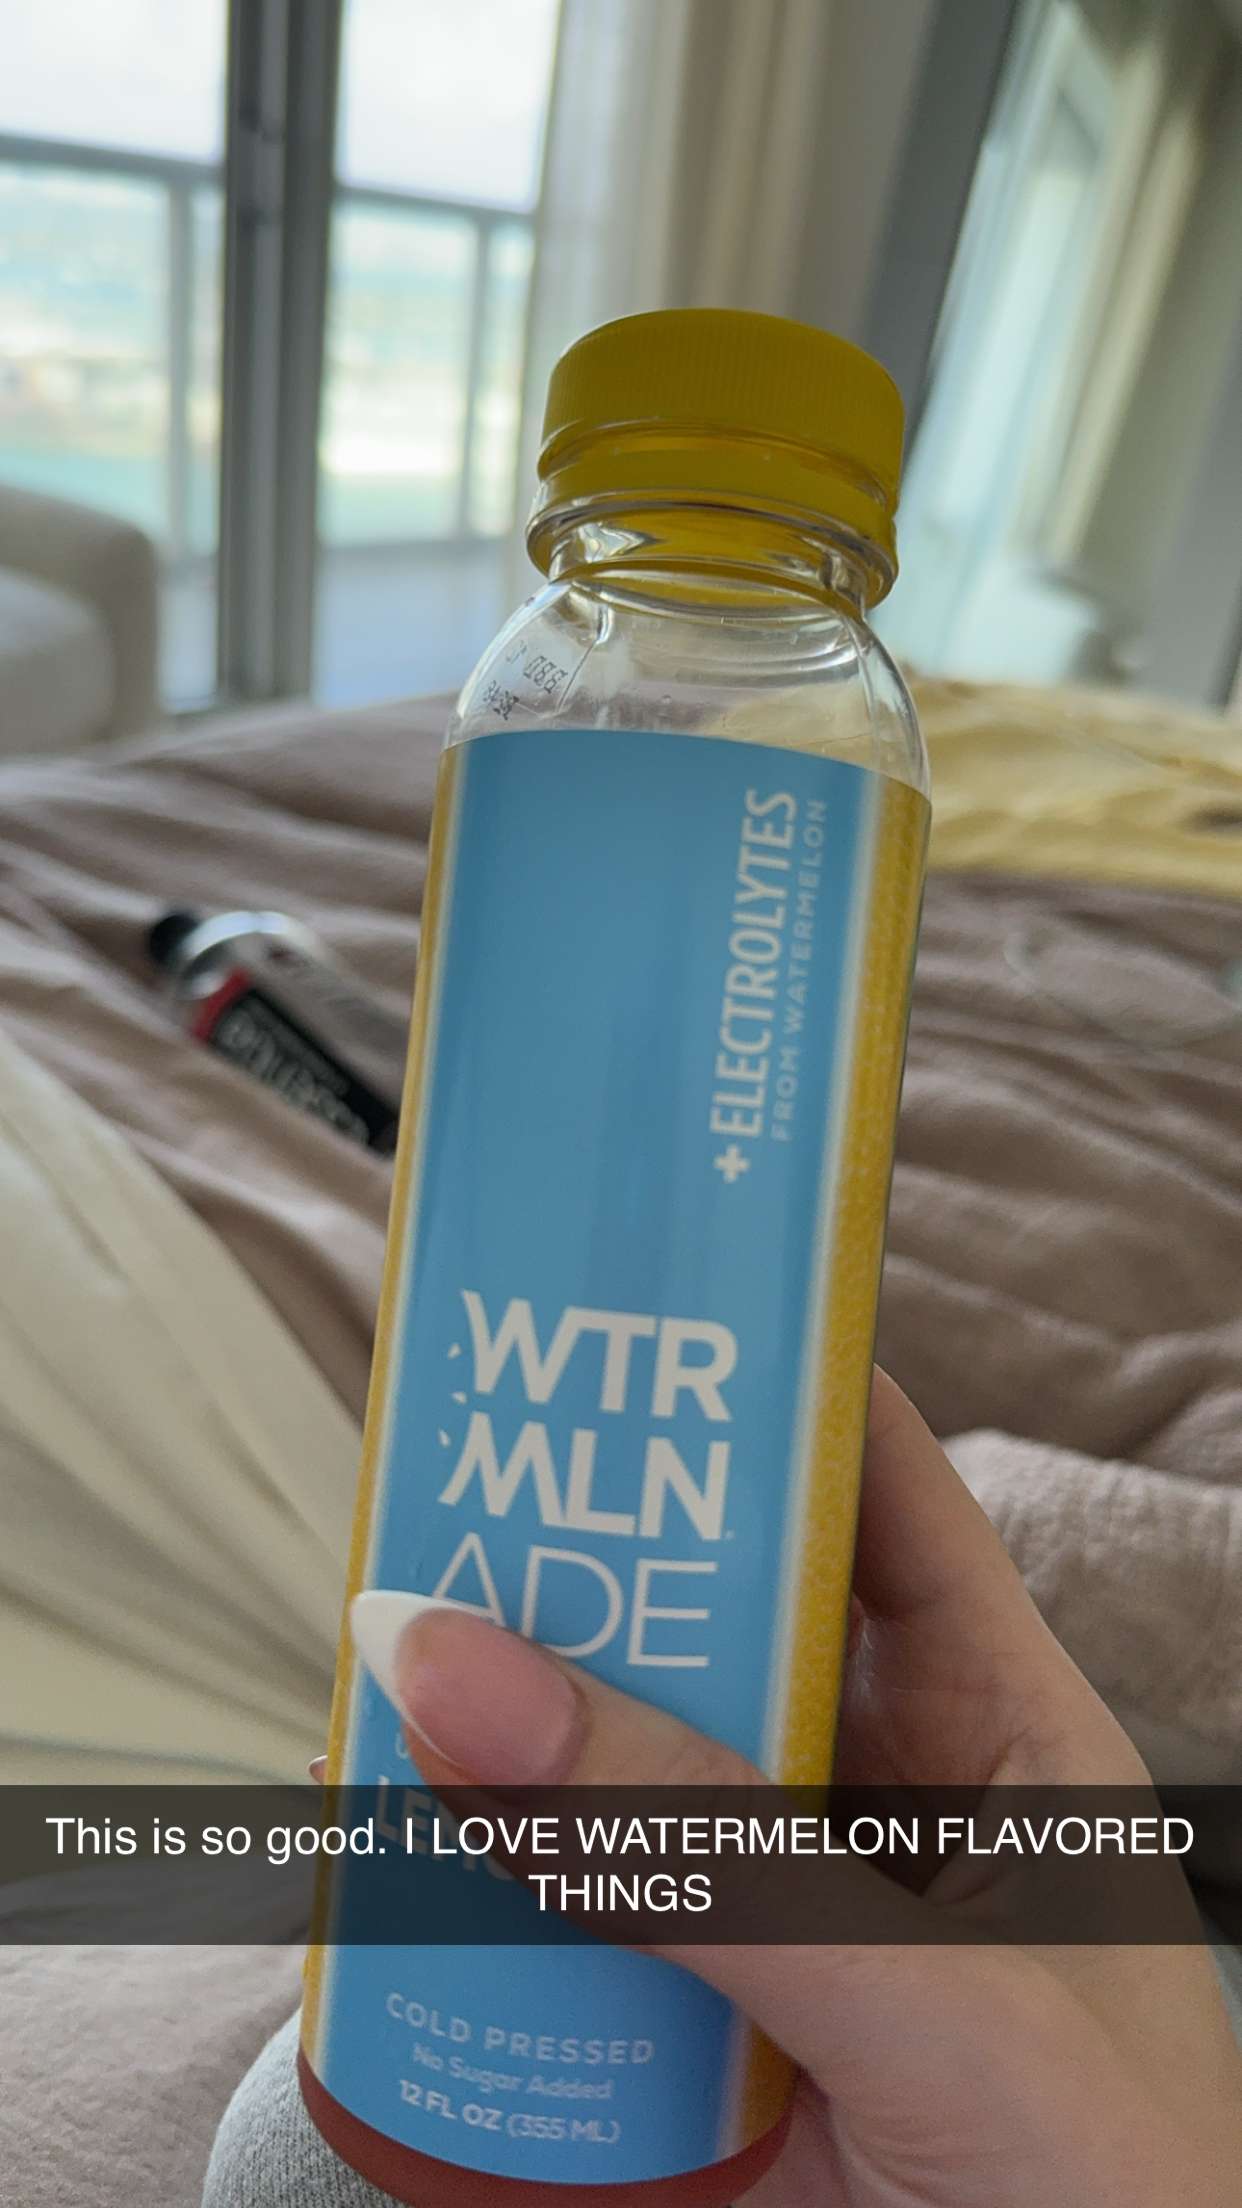 +ELECTROLYTES
FROM WATERMELON
WTR
MLN
ADE
This is so good. I LOVE WATERMELON FLAVORED
THINGS
COLD PRESSED
No Sugar Added
12 FL OZ (355 ML)